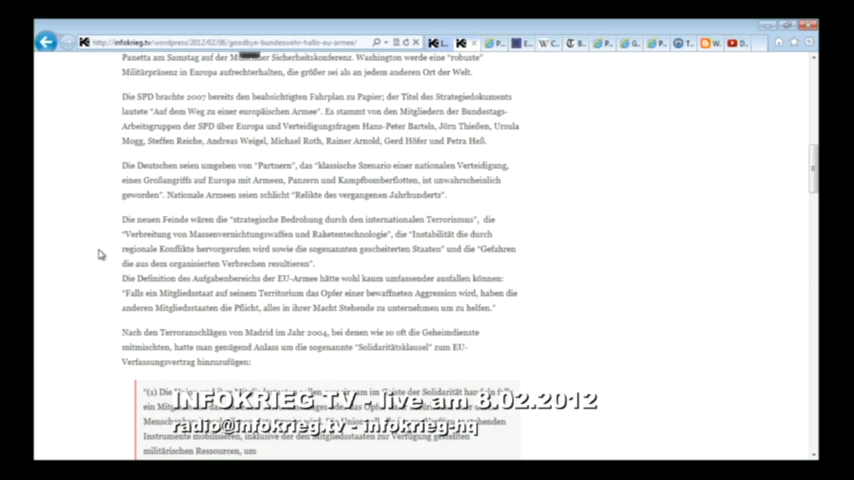 http://infokrieg.tv/wordpress/2012/02/06/goodbye-bundeswehr-hallo-eu-armee/
Panetta am Samstag auf der Münchner Sicherheitskonferenz. Washington werde eine “robuste”
Militärpräsenz in Europa aufrechterhalten, die größer sei als an jedem anderen Ort der Welt.
Die SPD brachte 2007 bereits den beabsichtigten Fahrplan zu Papier; der Titel des Strategiedokuments
lautete “Auf dem Weg zu einer europäischen Armee”. Es stammt von den Mitgliedern der Bundestags-
Arbeitsgruppen der SPD über Europa und Verteidigungsfragen Hans-Peter Bartels, Jörn Thießen, Ursula
Mogg, Steffen Reiche, Andreas Weigel, Michael Roth, Rainer Arnold, Gerd Höfer und Petra Heß.
Die Deutschen seien umgeben von “Partnern”, das “klassische Szenario einer nationalen Verteidigung,
eines Großangriffs auf Europa mit Armeen, Panzern und Kampfbomberflotten, ist unwahrscheinlich
geworden”. Nationale Armeen seien schlicht “Relikte des vergangenen Jahrhunderts”.
Die neuen Feinde wären die “strategische Bedrohung durch den internationalen Terrorismus”, die
“Verbreitung von Massenvernichtungswaffen und Raketentechnologie”, die “Instabilität die durch
regionale Konflikte hervorgerufen wird sowie die sogenannten gescheiterten Staaten” und die “Gefahren
die aus dem organisierten Verbrechen resultieren”.
Die Definition des Aufgabenbereichs der EU-Armee hätte wohl kaum umfassender ausfallen können:
“Falls ein Mitgliedsstaat auf seinem Territorium das Opfer einer bewaffneten Aggression wird, haben die
anderen Mitgliedsstaaten die Pflicht, alles in ihrer Macht Stehende zu unternehmen um zu helfen.”
Nach den Terroranschlägen von Madrid im Jahr 2004, bei denen wie so oft die Geheimdienste
mitmischten, hatte man genügend Anlass um die sogenannte “Solidaritätsklausel” zum EU-
Verfassungsvertrag hinzuzufügen:
“(1) Die Union im Geiste der Solidarität
INFOKRIEG.TV - live am 8.02.2012
radio@infokrieg.tv - infokrieg-hq
Instrumente mobilisieren, inklusive der den Mitgliedsstaaten zur Verfügung gestellten
militärischen Ressourcen, um